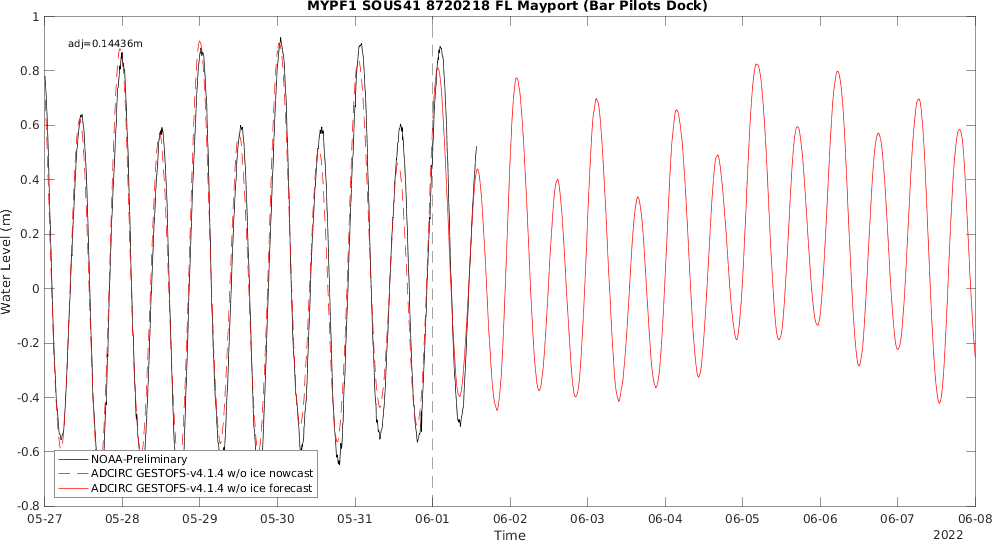 MYPF1 SOUS41 8720218 FL Mayport (Bar Pilots Dock)
adj=0.14436m
1
0.8
0.6
0.4
0.2
0
-0.2
-0.4
-0.6
-0.8
Water Level (m)
NOAA-Preliminary
ADCIRC GESTOFS-v4.1.4 w/o ice nowcast
ADCIRC GESTOFS-v4.1.4 w/o ice forecast
05-27 05-28 05-29 05-30 05-31 06-01 06-02 06-03 06-04 06-05 06-06 06-07 06-08
Time
2022